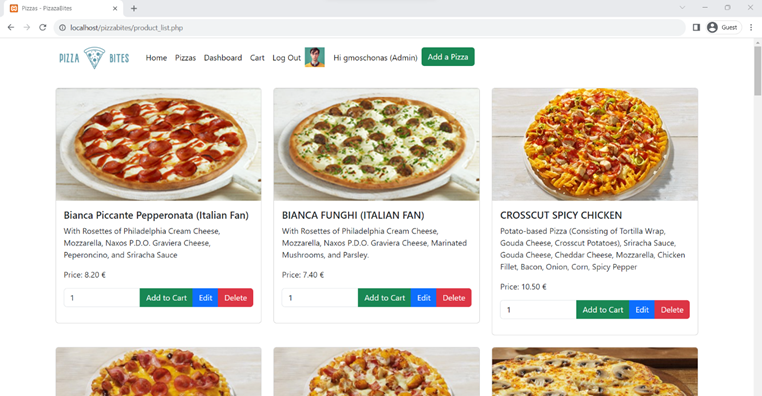 Pizzas - PizzaBites
localhost/pizzabites/product_list.php
Guest
PIZZA BITES
Home Pizzas Dashboard Cart Log Out Hi gmoschonas (Admin) Add a Pizza
Bianca Piccante Pepperonata (Italian Fan)
With Rosettes of Philadelphia Cream Cheese,
Mozzarella, Naxos P.D.O. Graviera Cheese,
Peperoncino, and Sriracha Sauce
Price: 8.20 €
1 Add to Cart Edit Delete
BIANCA FUNGHI (ITALIAN FAN)
With Rosettes of Philadelphia Cream Cheese,
Mozzarella, Naxos P.D.O. Graviera Cheese, Marinated
Mushrooms, and Parsley.
Price: 7.40 €
1 Add to Cart Edit Delete
CROSSCUT SPICY CHICKEN
Potato-based Pizza (Consisting of Tortilla Wrap,
Gouda Cheese, Crosscut Potatoes), Sriracha Sauce,
Gouda Cheese, Cheddar Cheese, Mozzarella, Chicken
Fillet, Bacon, Onion, Corn, Spicy Pepper
Price: 10.50 €
1 Add to Cart Edit Delete